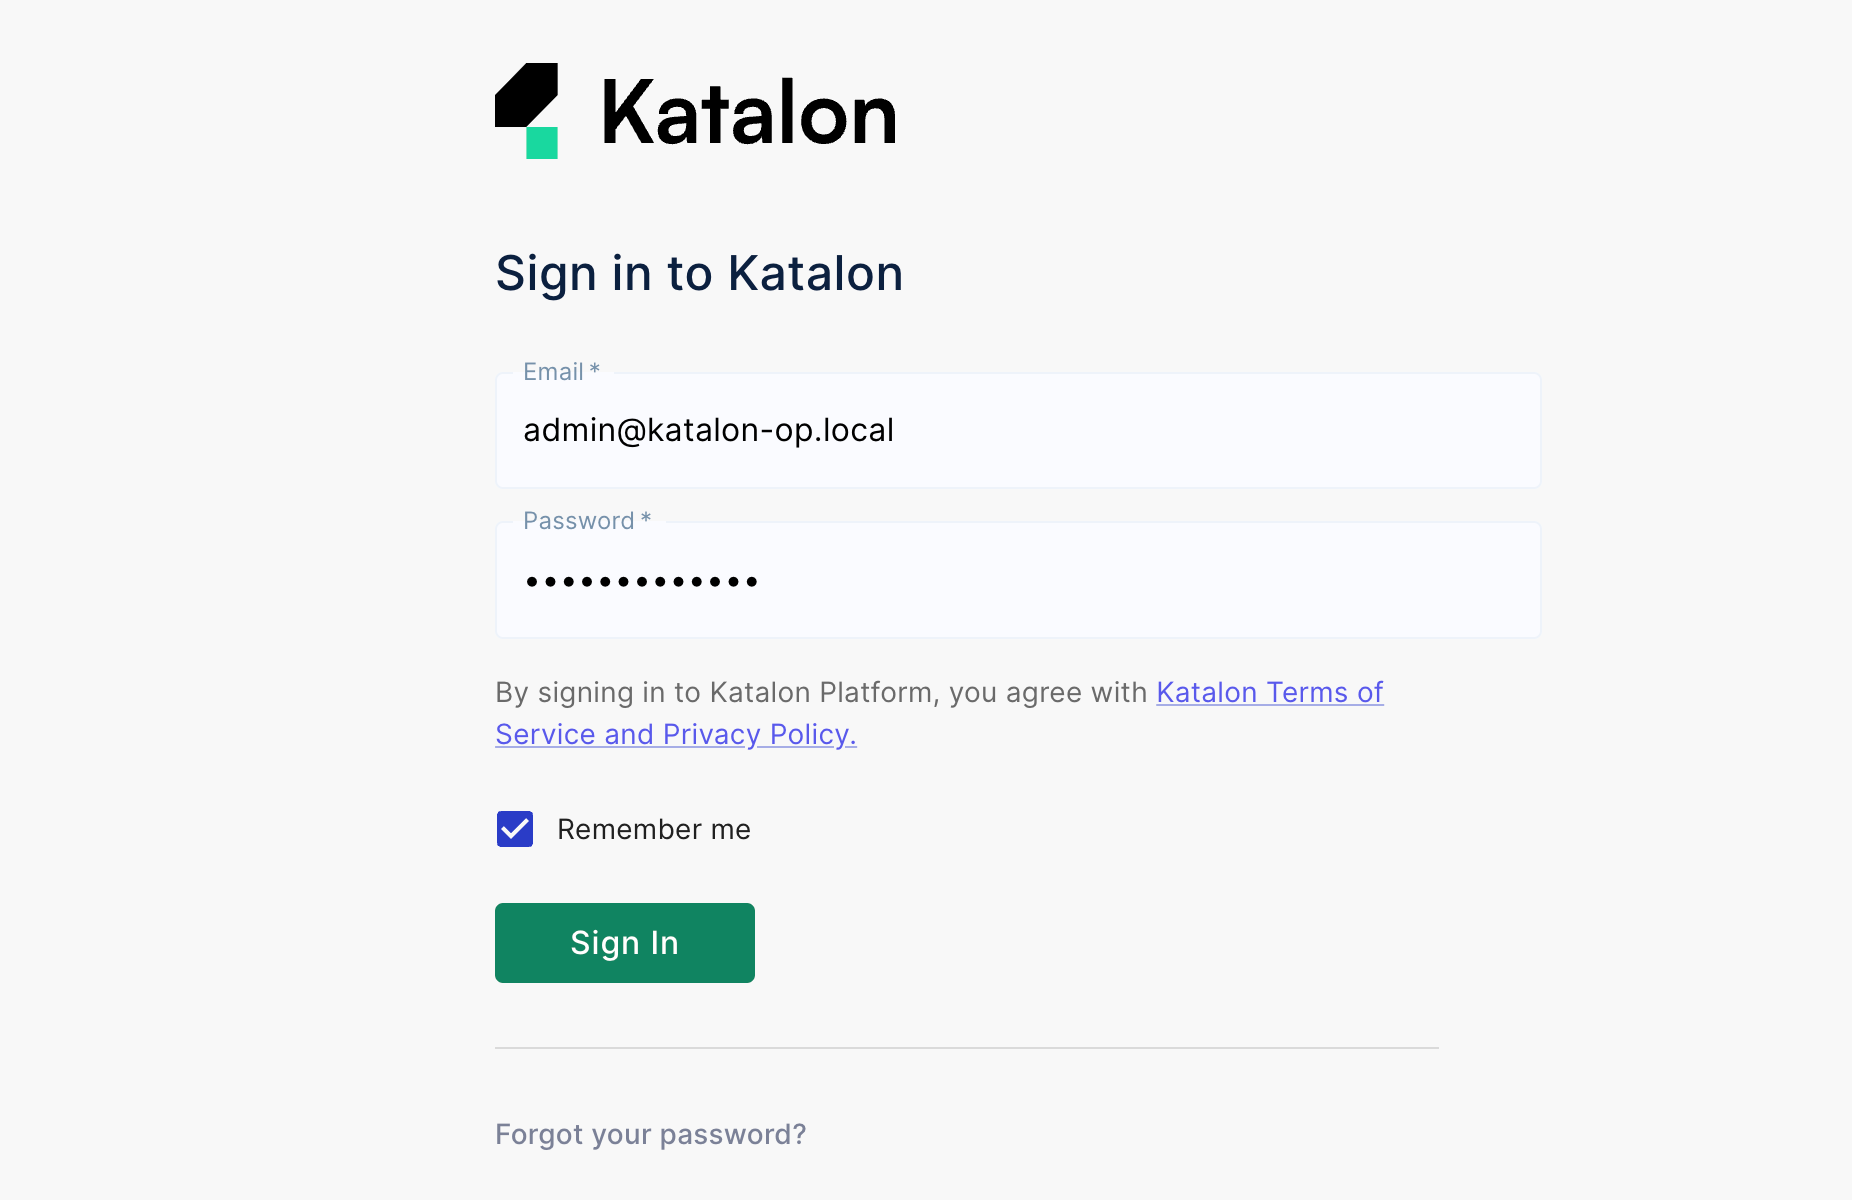 Katalon
Sign in to Katalon
Email *
admin@katalon-op.local
Password *
•••••••••••••
By signing in to Katalon Platform, you agree with Katalon Terms of
Service and Privacy Policy.
Remember me
Sign In
Forgot your password?